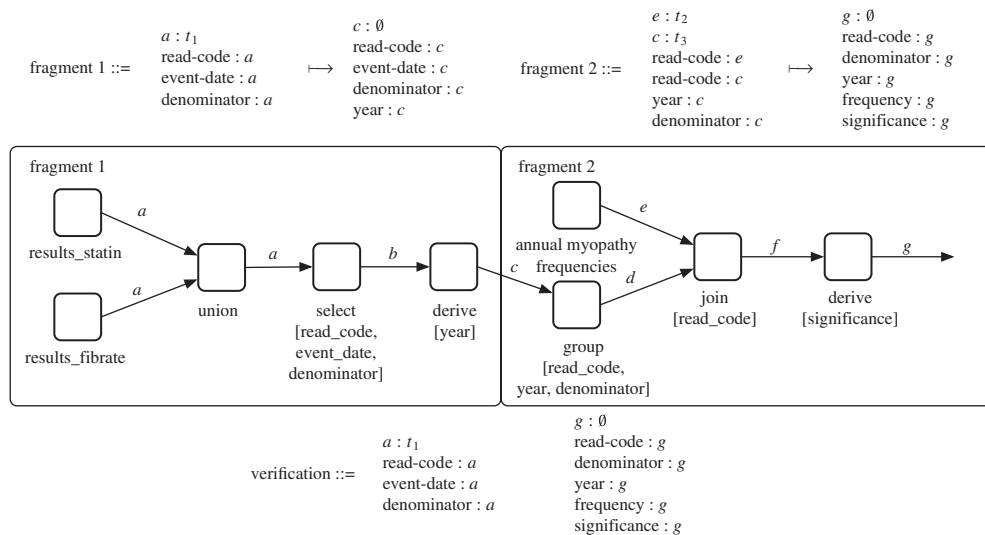 fragment 1 ::=
a : t1
read-code : a
event-date : a
denominator : a
⟼
c : ∅
read-code : c
event-date : c
denominator : c
year : c
fragment 2 ::=
e : t2
c : t3
read-code : e
read-code : c
year : c
denominator : c
⟼
g : ∅
read-code : g
denominator : g
year : g
frequency : g
significance : g
fragment 1
results_statin
a
results_fibrate
a
union
a
select
[read_code,
event_date,
denominator]
b
derive
[year]
c
fragment 2
annual myopathy
frequencies
e
group
[read_code,
year, denominator]
d
join
[read_code]
f
derive
[significance]
g
verification ::=
a : t1
read-code : a
event-date : a
denominator : a
g : ∅
read-code : g
denominator : g
year : g
frequency : g
significance : g